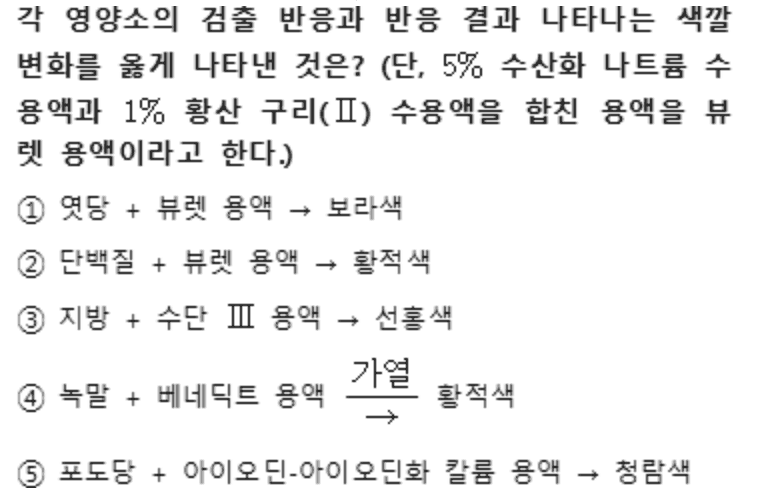 각 영양소의 검출 반응과 반응 결과 나타나는 색깔
변화를 옳게 나타낸 것은? (단, 5% 수산화 나트륨 수
용액과 1% 황산 구리(Ⅱ) 수용액을 합친 용액을 뷰
렛 용액이라고 한다.)
① 엿당 + 뷰렛 용액 → 보라색
② 단백질 + 뷰렛 용액 → 황적색
③ 지방 + 수단 Ⅲ 용액 → 선홍색
④ 녹말 + 베네딕트 용액 가열 → 황적색
⑤ 포도당 + 아이오딘-아이오딘화 칼륨 용액 → 청람색